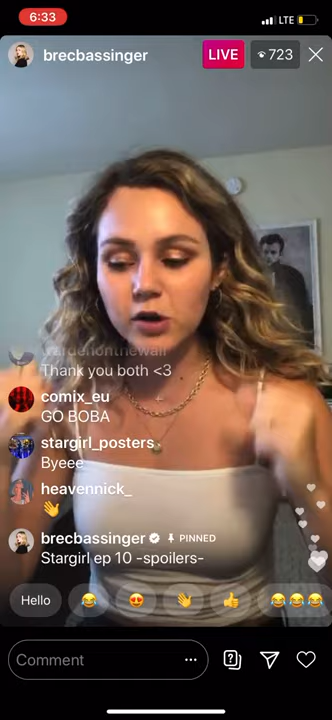 6:33
LTE
brecbassinger
LIVE
723
gardenonthewall
Thank you both <3
comix_eu
GO BOBA
stargirl_posters
Byeee
heavennick_
👋
brecbassinger PINNED
Stargirl ep 10 -spoilers-
Hello 😂 😍 👋 👍 😂😂😂
Comment